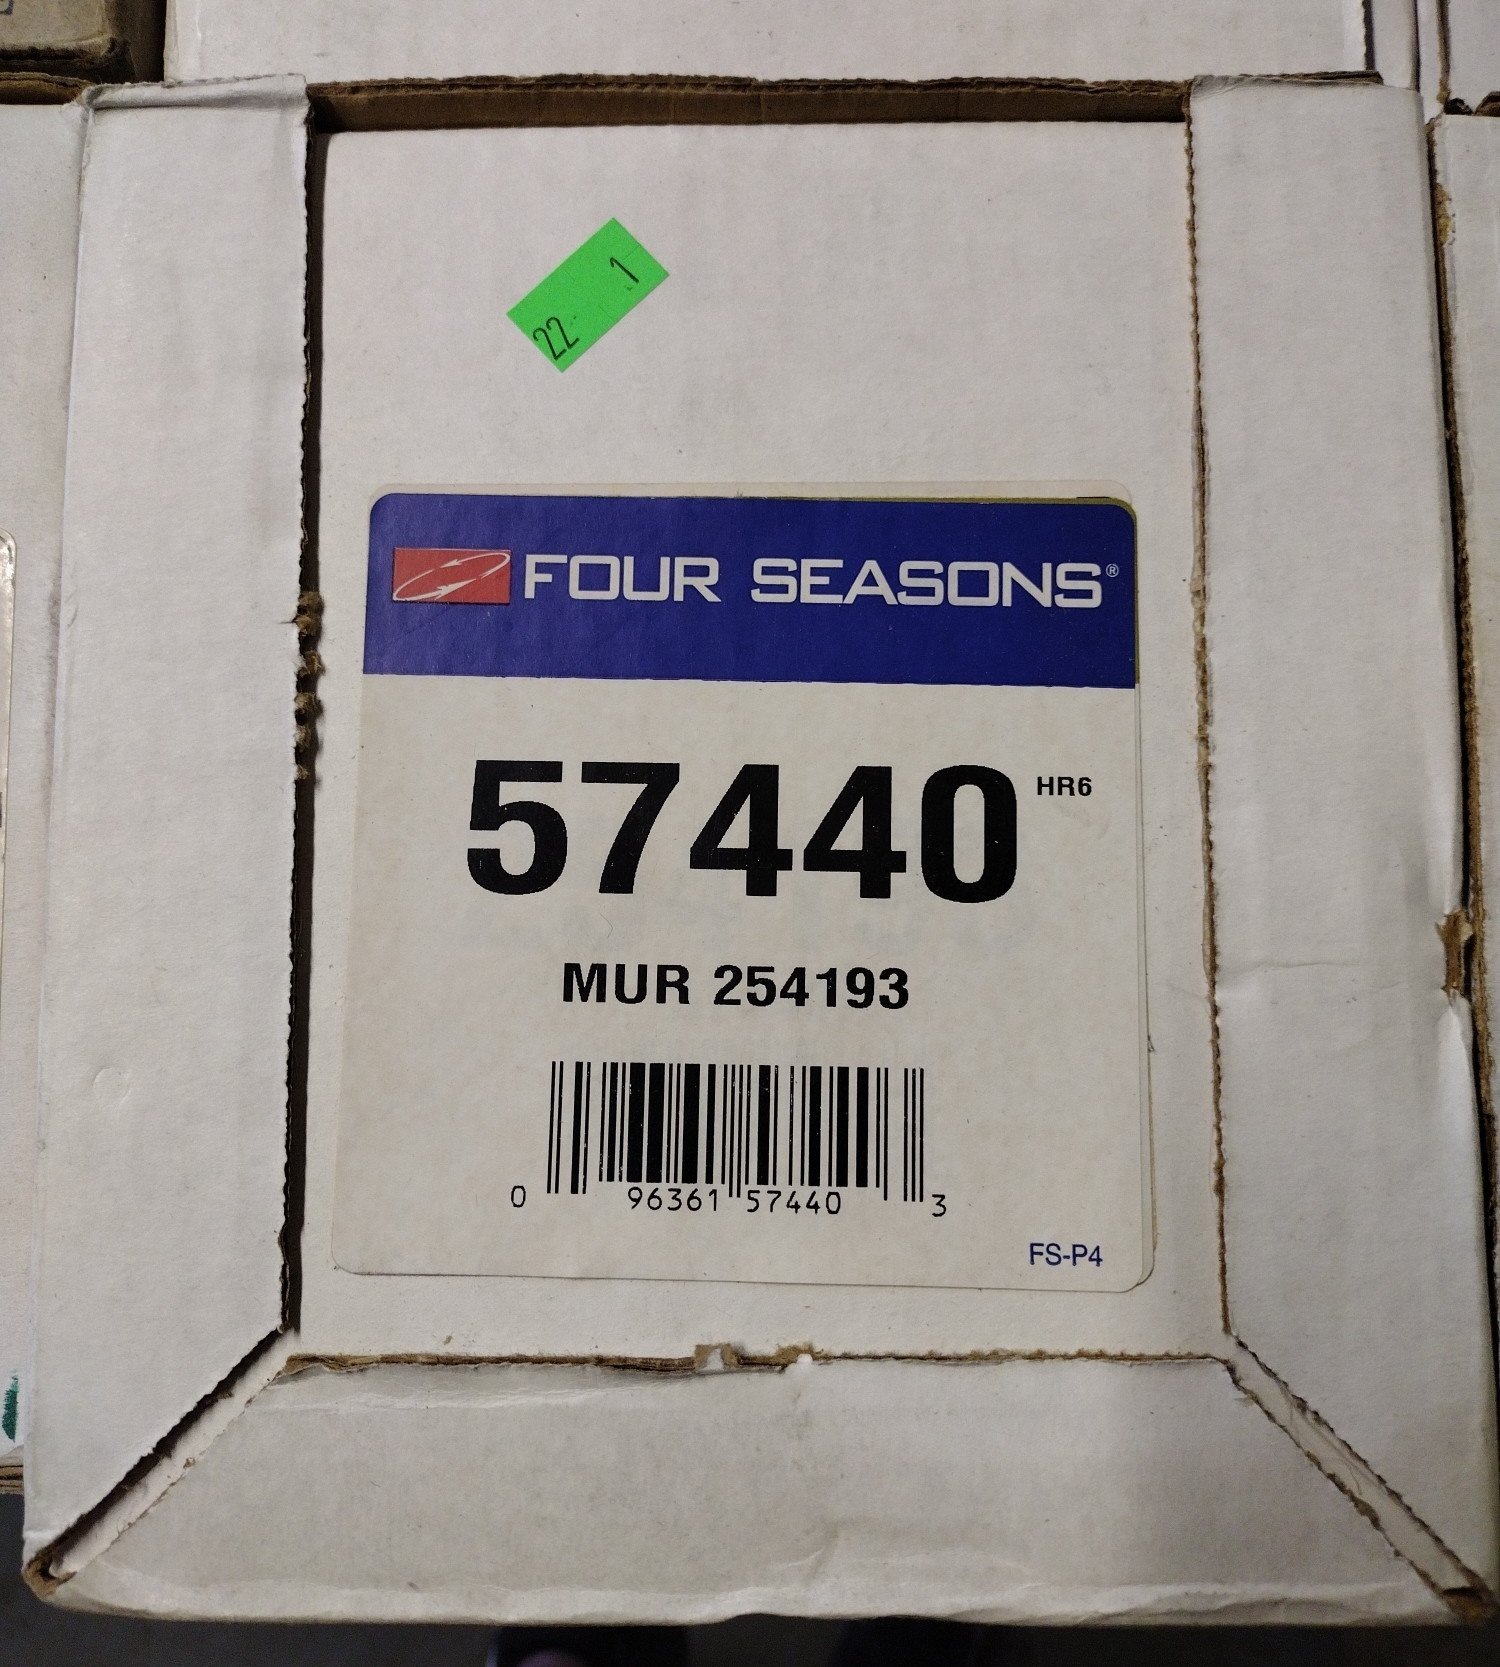 22 1
FOUR SEASONS®
57440 HR6
MUR 254193
0 96361 57440 3
FS-P4